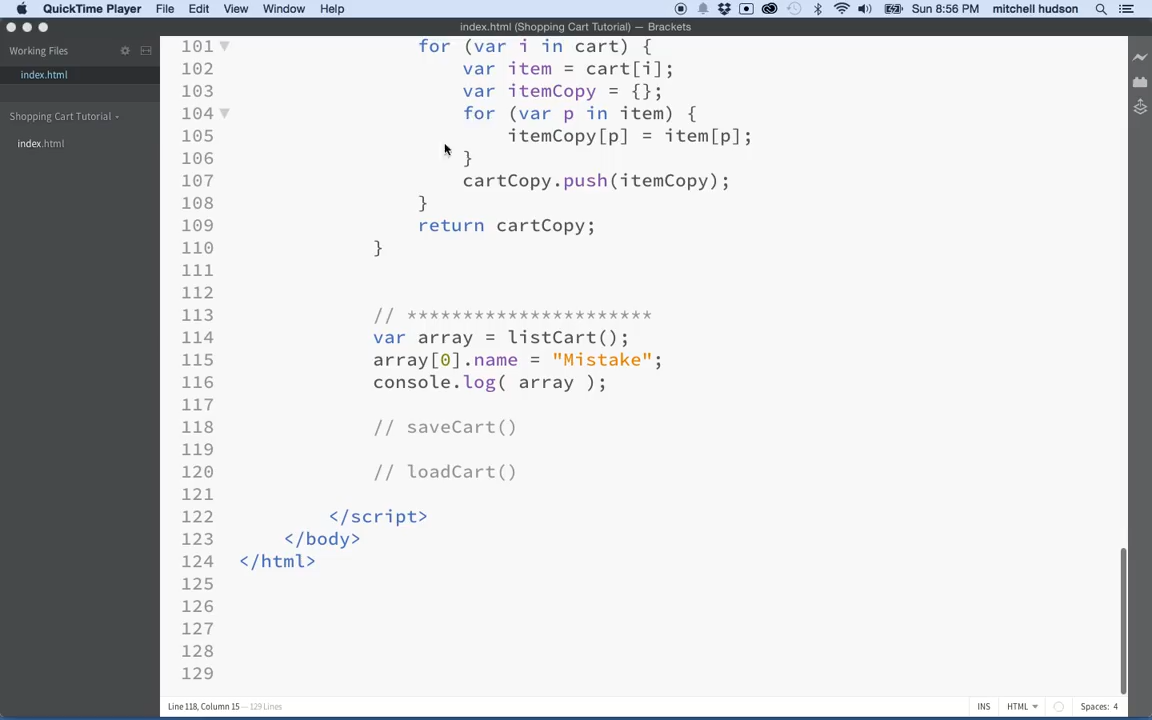 QuickTime Player File Edit View Window Help Sun 8:56 PM mitchell hudson
index.html (Shopping Cart Tutorial) — Brackets
Working Files
index.html
Shopping Cart Tutorial
index.html
101 for (var i in cart) {
102 var item = cart[i];
103 var itemCopy = {};
104 for (var p in item) {
105 itemCopy[p] = item[p];
106 }
107 cartCopy.push(itemCopy);
108 }
109 return cartCopy;
110 }
111
112
113 // **********************
114 var array = listCart();
115 array[0].name = "Mistake";
116 console.log( array );
117
118 // saveCart()
119
120 // loadCart()
121
122 </script>
123 </body>
124 </html>
125
126
127
128
129
Line 118, Column 15 — 129 Lines INS HTML Spaces: 4